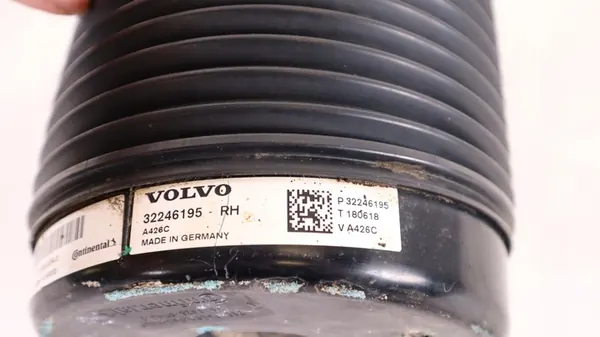 VOLVO
32246195 - RH
A426C
MADE IN GERMANY
P 32246195
T 180618
V A426C
Continental